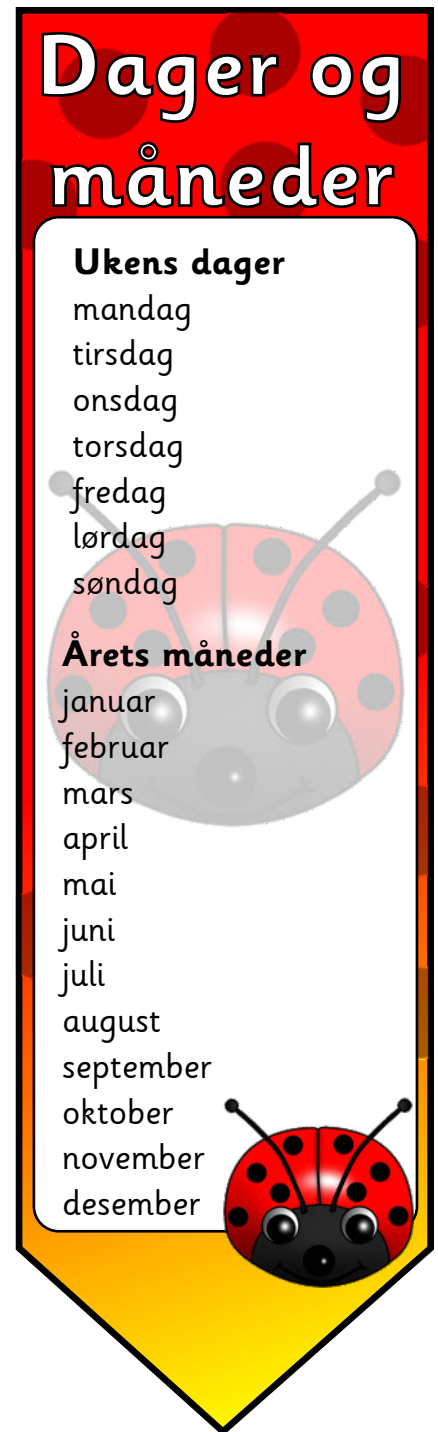 Dager og
måneder
Ukens dager
mandag
tirsdag
onsdag
torsdag
fredag
lørdag
søndag
Årets måneder
januar
februar
mars
april
mai
juni
juli
august
september
oktober
november
desember